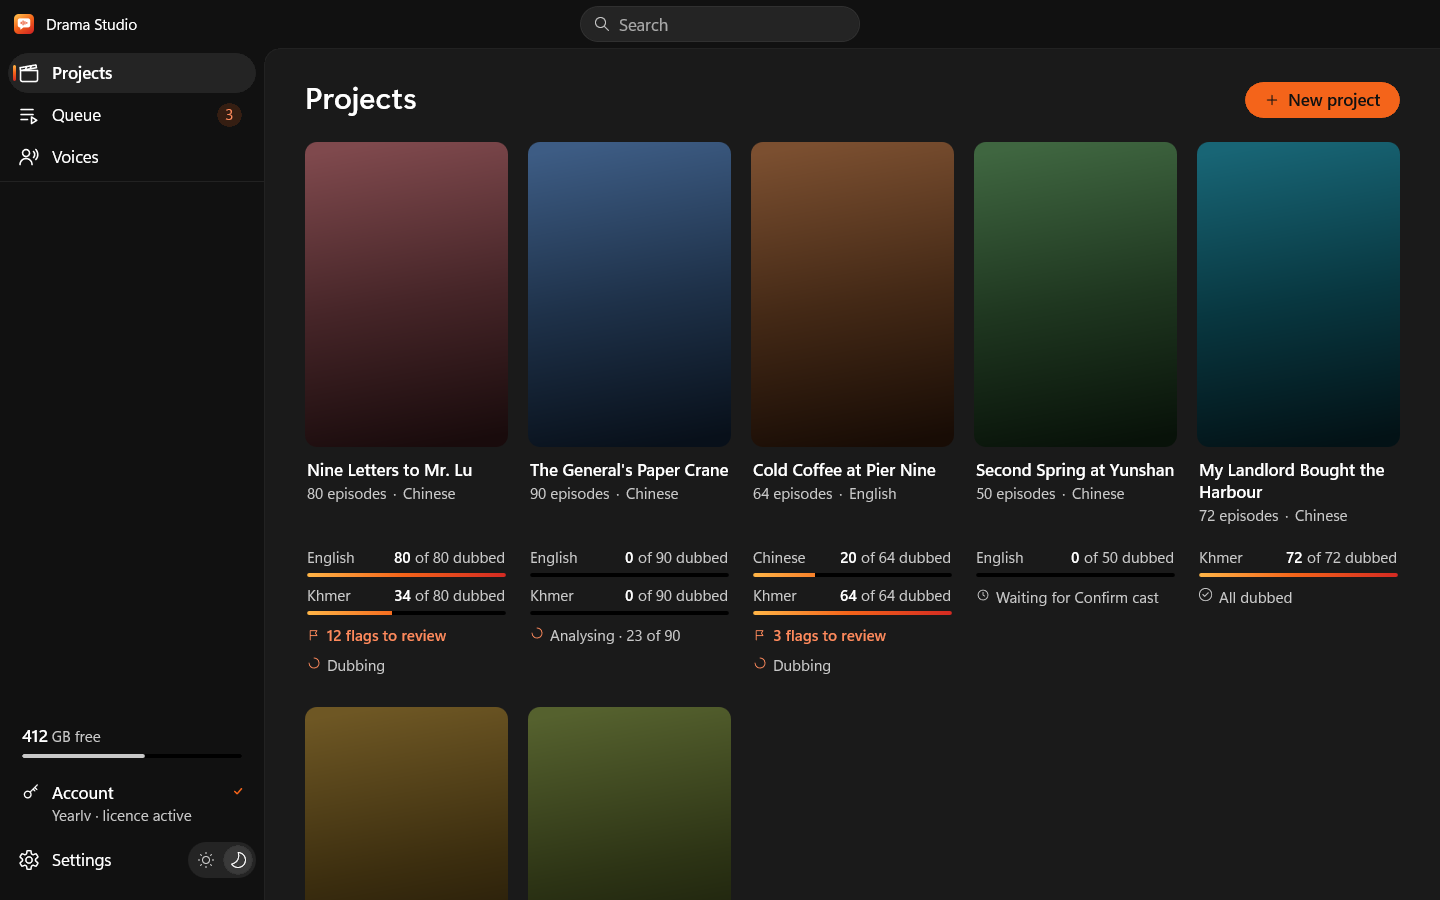 Drama Studio
Search
Projects
Queue 3
Voices
Projects
+ New project
Nine Letters to Mr. Lu
80 episodes · Chinese
English 80 of 80 dubbed
Khmer 34 of 80 dubbed
12 flags to review
Dubbing
The General's Paper Crane
90 episodes · Chinese
English 0 of 90 dubbed
Khmer 0 of 90 dubbed
Analysing · 23 of 90
Cold Coffee at Pier Nine
64 episodes · English
Chinese 20 of 64 dubbed
Khmer 64 of 64 dubbed
3 flags to review
Dubbing
Second Spring at Yunshan
50 episodes · Chinese
English 0 of 50 dubbed
Waiting for Confirm cast
My Landlord Bought the
Harbour
72 episodes · Chinese
Khmer 72 of 72 dubbed
All dubbed
412 GB free
Account
Yearly · licence active
Settings